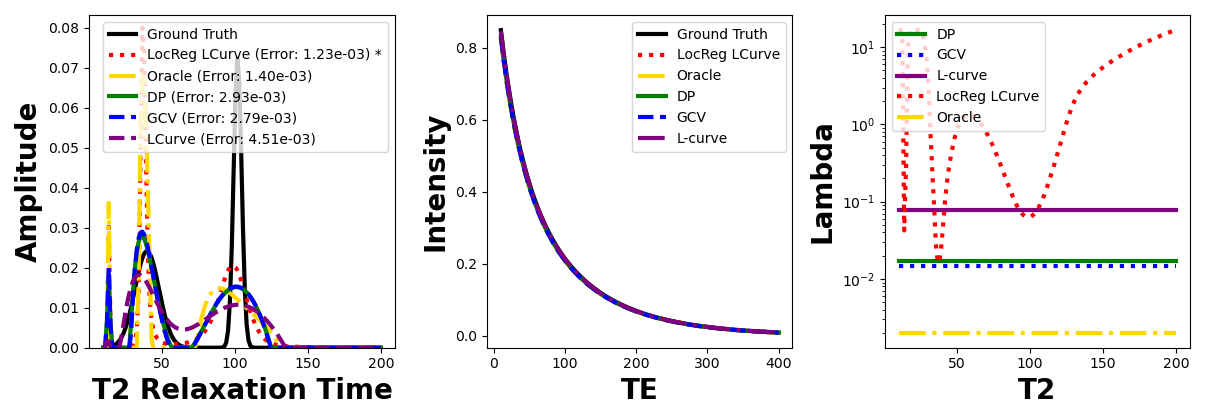 Amplitude
0.08
0.07
0.06
0.05
0.04
0.03
0.02
0.01
0.00
Ground Truth
LocReg LCurve (Error: 1.23e-03) *
Oracle (Error: 1.40e-03)
DP (Error: 2.93e-03)
GCV (Error: 2.79e-03)
LCurve (Error: 4.51e-03)
50
100
150
200
T2 Relaxation Time
Intensity
0.8
0.6
0.4
0.2
0.0
Ground Truth
LocReg LCurve
Oracle
DP
GCV
L-curve
0
100
200
300
400
TE
Lambda
10¹
10⁰
10⁻¹
10⁻²
DP
GCV
L-curve
LocReg LCurve
Oracle
50
100
150
200
T2